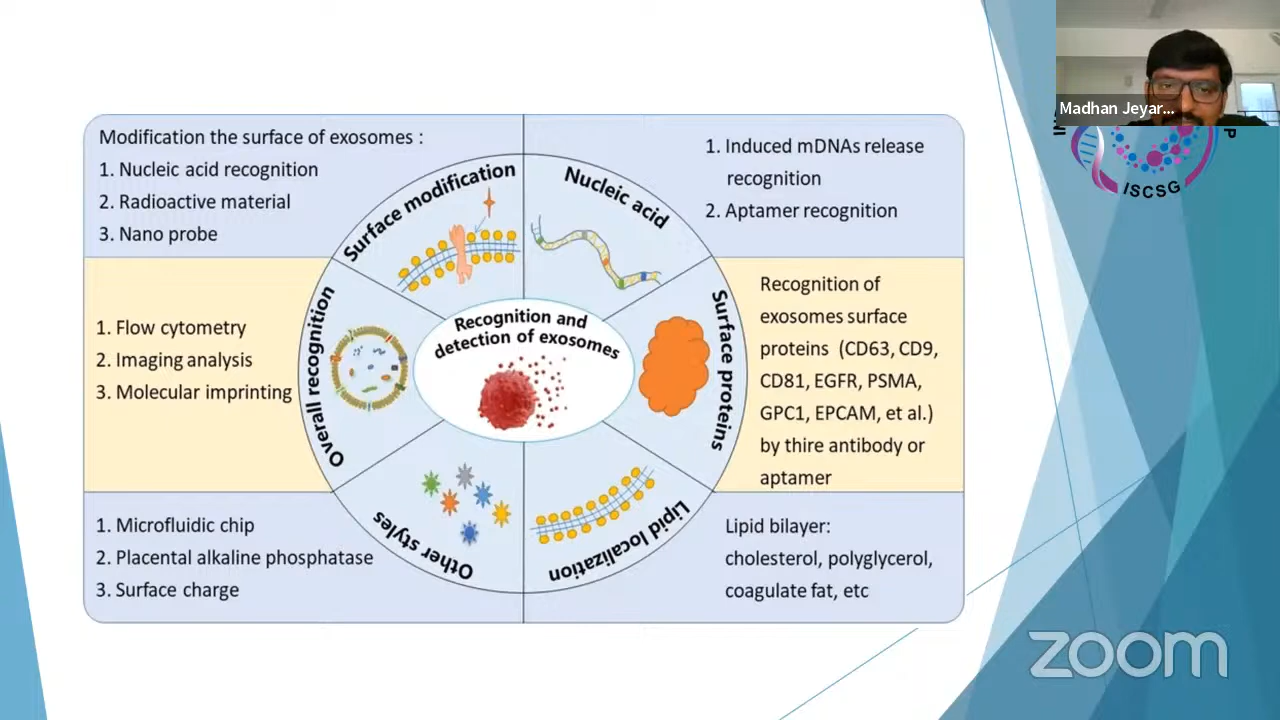 Modification the surface of exosomes :
1. Nucleic acid recognition
2. Radioactive material
3. Nano probe
1. Induced mDNAs release
recognition
2. Aptamer recognition
Surface modification
Nucleic acid
1. Flow cytometry
2. Imaging analysis
3. Molecular imprinting
Overall recognition
Recognition and
detection of exosomes
Surface proteins
Recognition of
exosomes surface
proteins (CD63, CD9,
CD81, EGFR, PSMA,
GPC1, EPCAM, et al.)
by thire antibody or
aptamer
Other styles
Lipid localization
1. Microfluidic chip
2. Placental alkaline phosphatase
3. Surface charge
Lipid bilayer:
cholesterol, polyglycerol,
coagulate fat, etc
Madhan Jeyar...
ISCSG
zoom